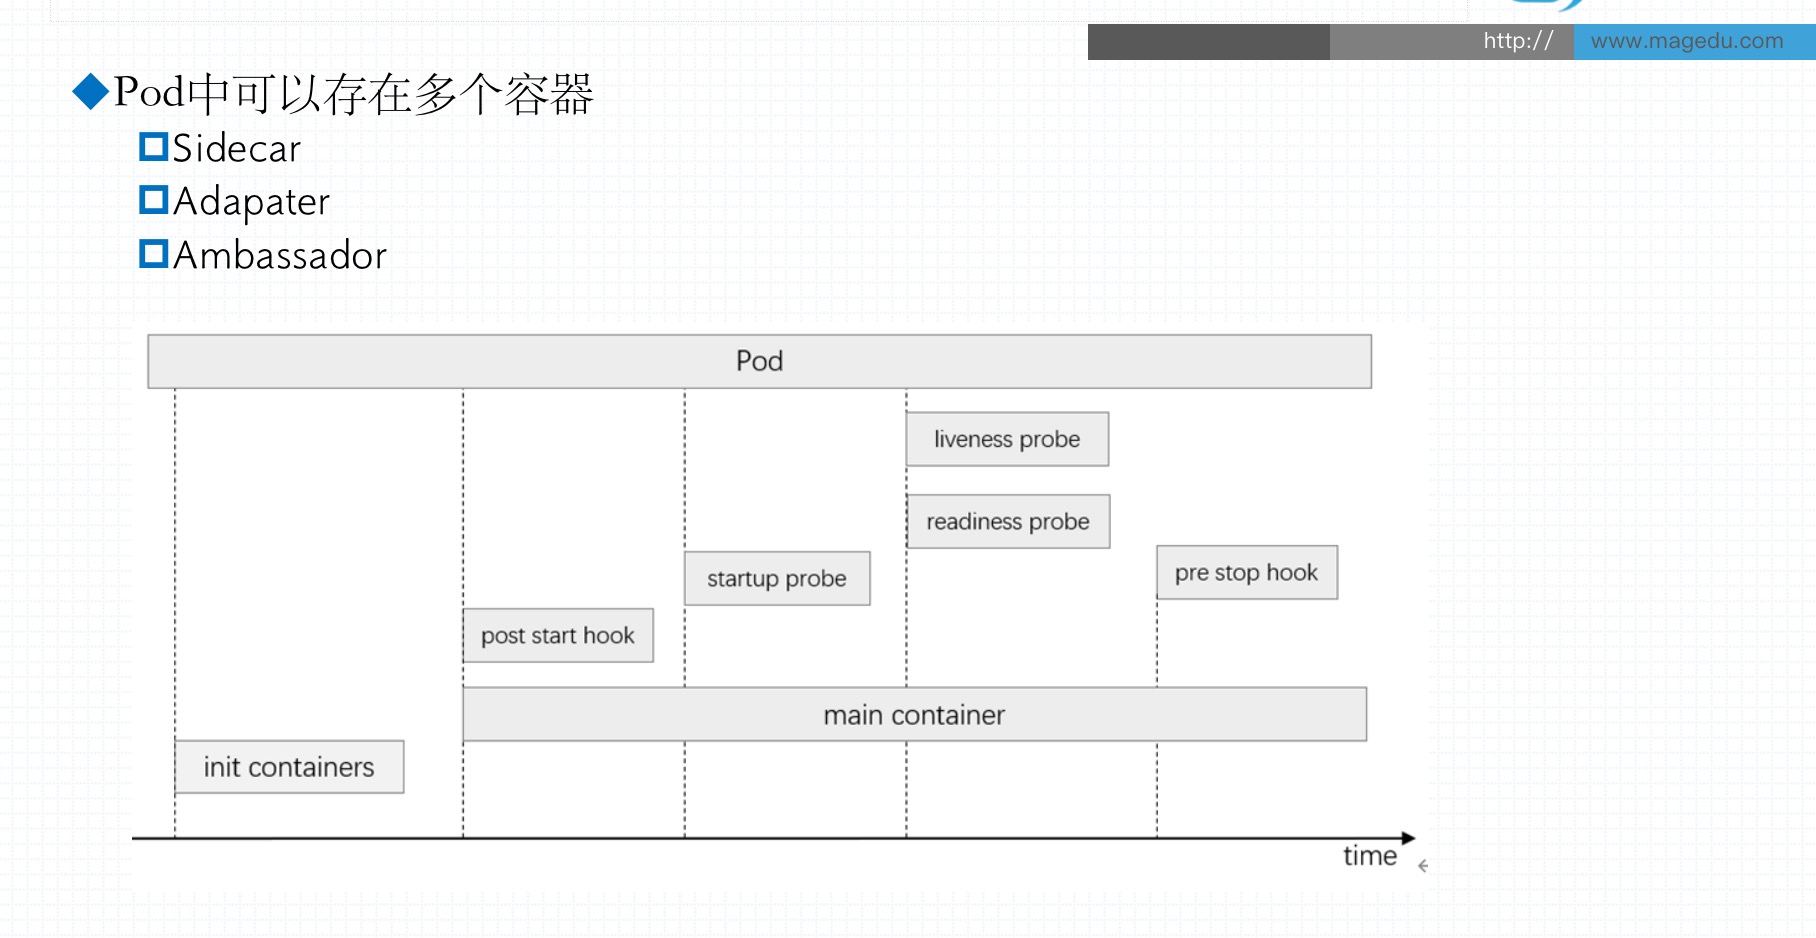 http:// www.magedu.com
Pod中可以存在多个容器
Sidecar
Adapater
Ambassador
Pod
liveness probe
readiness probe
pre stop hook
startup probe
post start hook
main container
init containers
time